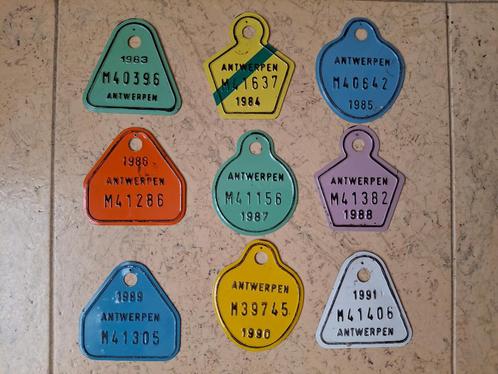 1983
M40396
ANTWERPEN
ANTWERPEN
M41637
1984
ANTWERPEN
M40642
1985
1986
ANTWERPEN
M41286
ANTWERPEN
M41156
1987
ANTWERPEN
M41382
1988
1989
ANTWERPEN
M41305
ANTWERPEN
M39745
1990
1991
M41406
ANTWERPEN